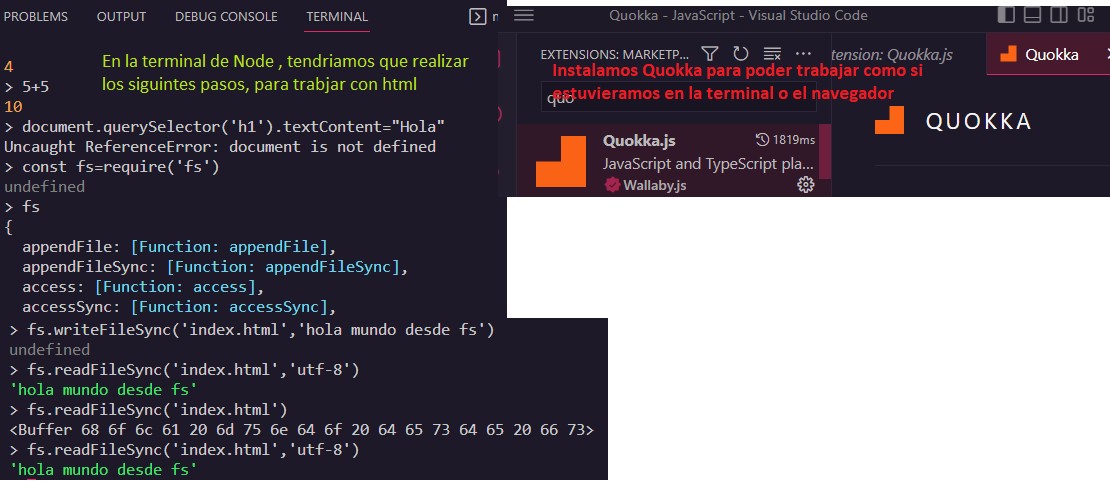 PROBLEMS OUTPUT DEBUG CONSOLE TERMINAL
4
> 5+5
10
> document.querySelector('h1').textContent="Hola"
Uncaught ReferenceError: document is not defined
> const fs=require('fs')
undefined
> fs
{
appendFile: [Function: appendFile],
appendFileSync: [Function: appendFileSync],
access: [Function: access],
accessSync: [Function: accessSync],
> fs.writeFileSync('index.html','hola mundo desde fs')
undefined
> fs.readFileSync('index.html','utf-8')
'hola mundo desde fs'
> fs.readFileSync('index.html')
<Buffer 68 6f 6c 61 20 6d 75 6e 64 6f 20 64 65 73 64 65 20 66 73>
> fs.readFileSync('index.html','utf-8')
'hola mundo desde fs'
En la terminal de Node , tendriamos que realizar
los siguintes pasos, para trabjar con html
Quokka - JavaScript - Visual Studio Code
EXTENSIONS: MARKETP...
tension: Quokka.js
Quokka
Instalamos Quokka para poder trabajar como si
estuvieramos en la terminal o el navegador
quo
Quokka.js
1819ms
JavaScript and TypeScript pla...
Wallaby.js
QUOKKA